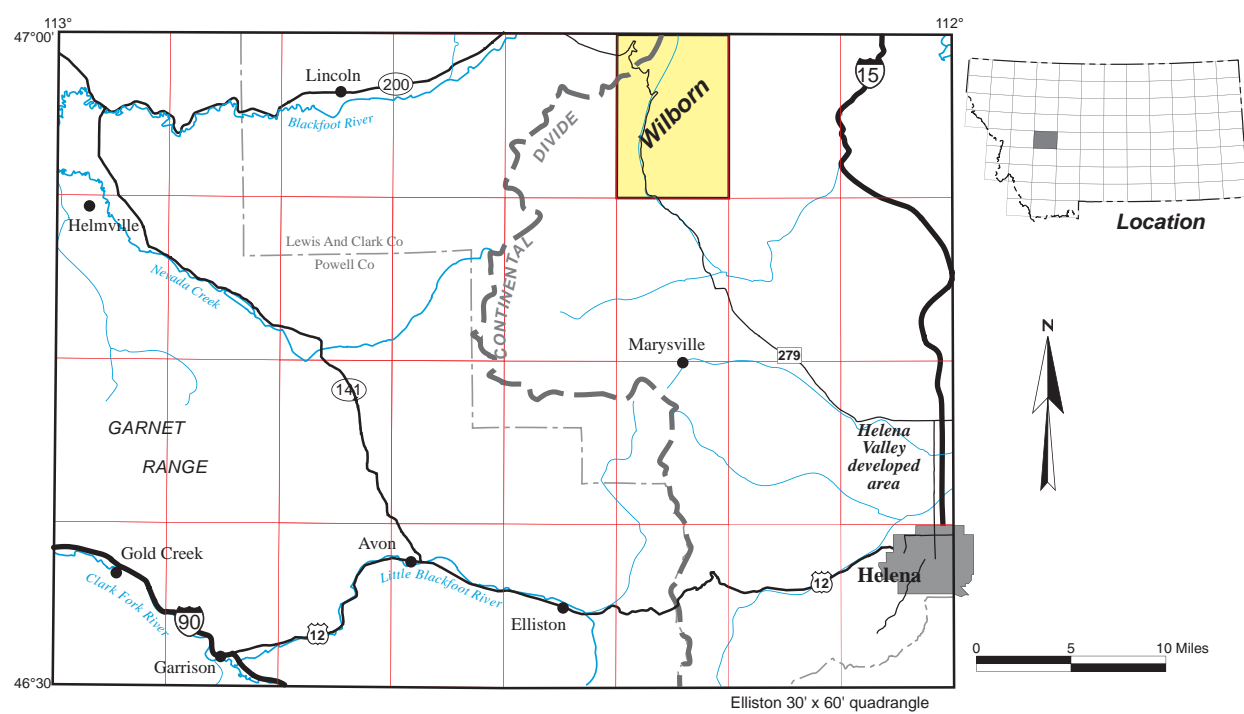 113°
112°
47°00'
Lincoln
200
15
Blackfoot River
Wilborn
DIVIDE
Location
Helmville
Lewis And Clark Co
Powell Co
Nevada Creek
CONTINENTAL
N
Marysville
279
141
GARNET
RANGE
Helena
Valley
developed
area
Gold Creek
Avon
Clark Fork River
Little Blackfoot River
Helena
12
90
Elliston
12
Garrison
0 5 10 Miles
46°30'
Elliston 30' x 60' quadrangle